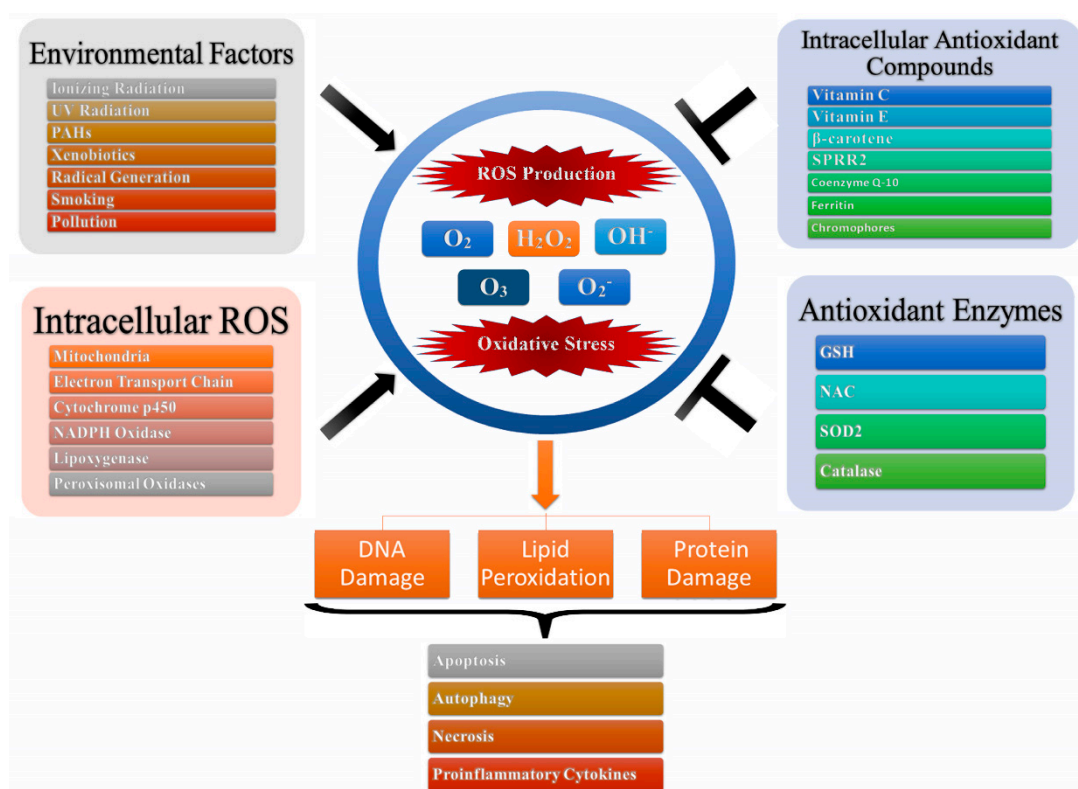 Environmental Factors
Ionizing Radiation
UV Radiation
PAHs
Xenobiotics
Radical Generation
Smoking
Pollution
Intracellular ROS
Mitochondria
Electron Transport Chain
Cytochrome p450
NADPH Oxidase
Lipoxygenase
Peroxisomal Oxidases
ROS Production
O₂
H₂O₂
OH⁻
O₃
O₂⁻
Oxidative Stress
Intracellular Antioxidant
Compounds
Vitamin C
Vitamin E
β-carotene
SPRR2
Coenzyme Q-10
Ferritin
Chromophores
Antioxidant Enzymes
GSH
NAC
SOD2
Catalase
DNA
Damage
Lipid
Peroxidation
Protein
Damage
Apoptosis
Autophagy
Necrosis
Proinflammatory Cytokines